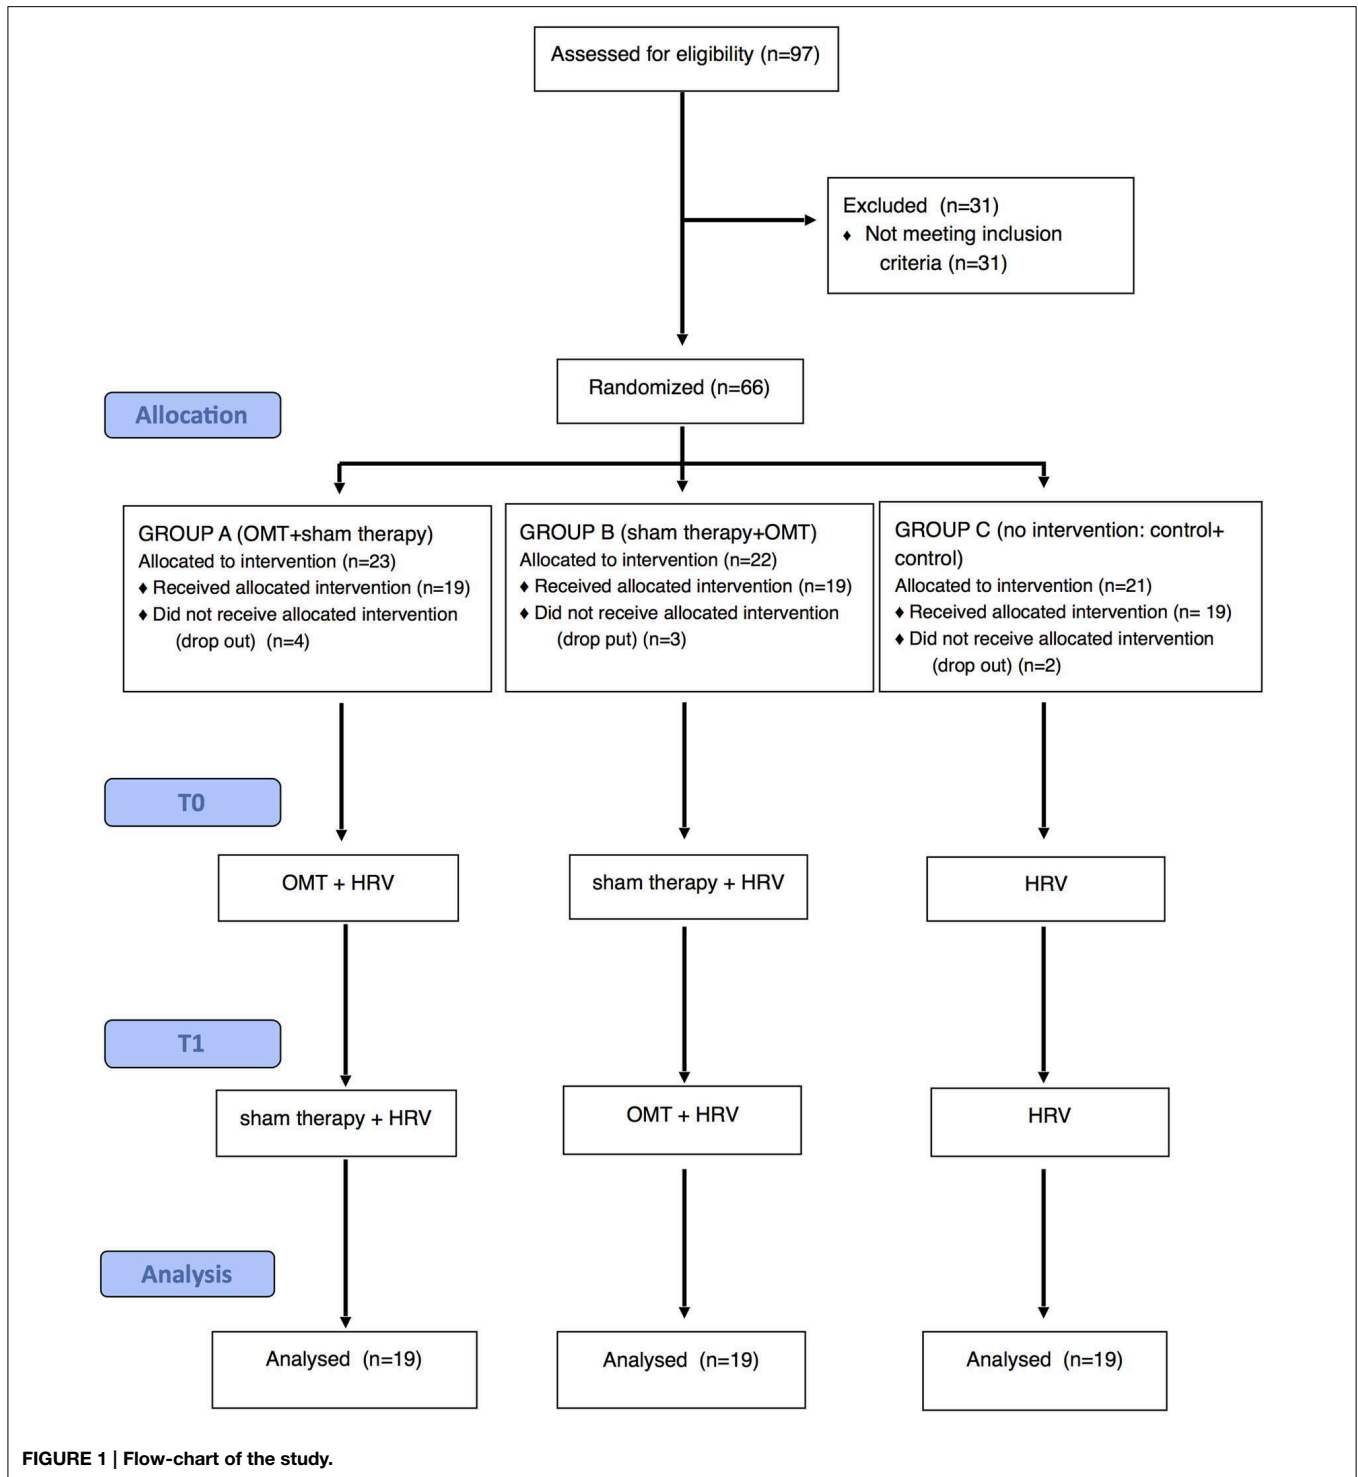 Assessed for eligibility (n=97)
Excluded (n=31)
♦ Not meeting inclusion
criteria (n=31)
Randomized (n=66)
Allocation
GROUP A (OMT+sham therapy)
Allocated to intervention (n=23)
♦ Received allocated intervention (n=19)
♦ Did not receive allocated intervention
(drop out) (n=4)
GROUP B (sham therapy+OMT)
Allocated to intervention (n=22)
♦ Received allocated intervention (n=19)
♦ Did not receive allocated intervention
(drop put) (n=3)
GROUP C (no intervention: control+
control)
Allocated to intervention (n=21)
♦ Received allocated intervention (n= 19)
♦ Did not receive allocated intervention
(drop out) (n=2)
T0
OMT + HRV
sham therapy + HRV
HRV
T1
sham therapy + HRV
OMT + HRV
HRV
Analysis
Analysed (n=19)
Analysed (n=19)
Analysed (n=19)
FIGURE 1 | Flow-chart of the study.